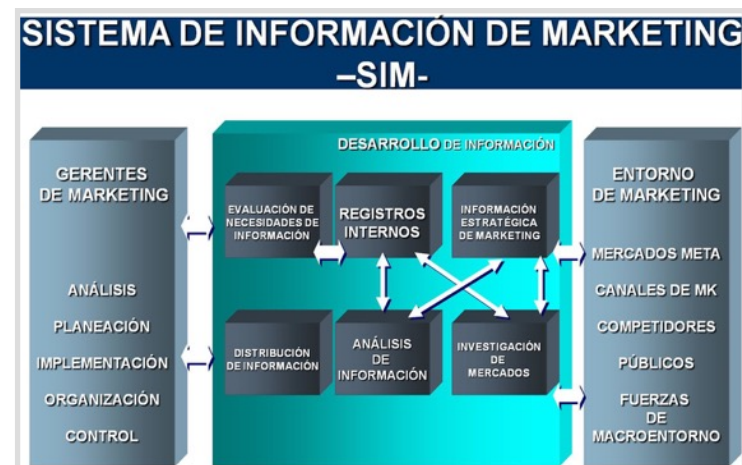 SISTEMA DE INFORMACIÓN DE MARKETING
–SIM-
GERENTES
DE MARKETING
ANÁLISIS
PLANEACIÓN
IMPLEMENTACIÓN
ORGANIZACIÓN
CONTROL
DESARROLLO DE INFORMACIÓN
EVALUACIÓN DE
NECESIDADES DE
INFORMACIÓN
REGISTROS
INTERNOS
INFORMACIÓN
ESTRATÉGICA
DE MARKETING
DISTRIBUCIÓN
DE INFORMACIÓN
ANÁLISIS
DE
INFORMACIÓN
INVESTIGACIÓN
DE
MERCADOS
ENTORNO
DE MARKETING
MERCADOS META
CANALES DE MK
COMPETIDORES
PÚBLICOS
FUERZAS
DE
MACROENTORNO